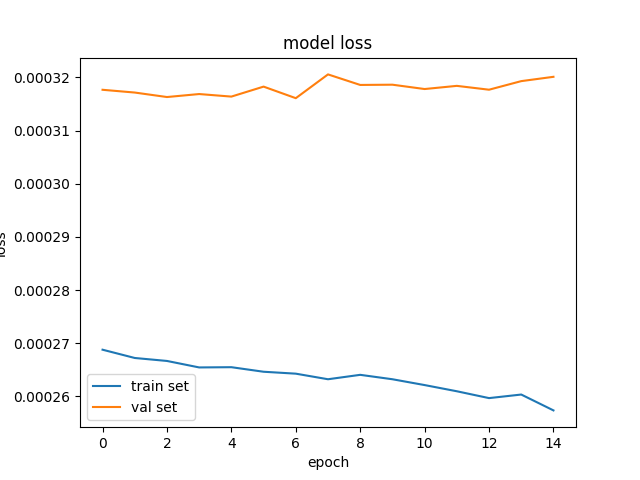 model loss
0.00032
0.00031
0.00030
0.00029
loss
0.00028
0.00027
0.00026
train set
val set
0 2 4 6 8 10 12 14
epoch